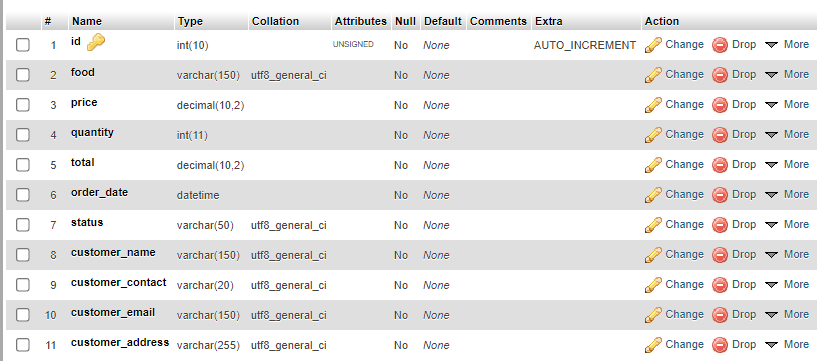 # Name Type Collation Attributes Null Default Comments Extra Action
1 id int(10) UNSIGNED No None AUTO_INCREMENT Change Drop More
2 food varchar(150) utf8_general_ci No None Change Drop More
3 price decimal(10,2) No None Change Drop More
4 quantity int(11) No None Change Drop More
5 total decimal(10,2) No None Change Drop More
6 order_date datetime No None Change Drop More
7 status varchar(50) utf8_general_ci No None Change Drop More
8 customer_name varchar(150) utf8_general_ci No None Change Drop More
9 customer_contact varchar(20) utf8_general_ci No None Change Drop More
10 customer_email varchar(150) utf8_general_ci No None Change Drop More
11 customer_address varchar(255) utf8_general_ci No None Change Drop More